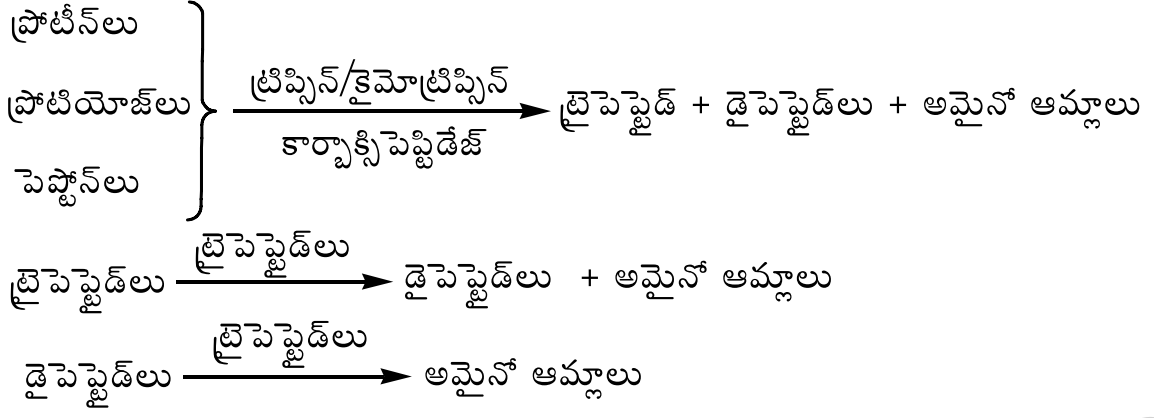 ప్రోటీన్‌లు
ప్రోటియోజ్‌లు
పెప్టోన్‌లు
ట్రిప్సిన్/కైమోట్రిప్సిన్
కార్బాక్సిపెప్టిడేజ్
ట్రైపెప్టైడ్ + డైపెప్టైడ్‌లు + అమైనో ఆమ్లాలు
ట్రైపెప్టైడ్‌లు
ట్రైపెప్టైడ్‌లు
డైపెప్టైడ్‌లు + అమైనో ఆమ్లాలు
డైపెప్టైడ్‌లు
ట్రైపెప్టైడ్‌లు
అమైనో ఆమ్లాలు